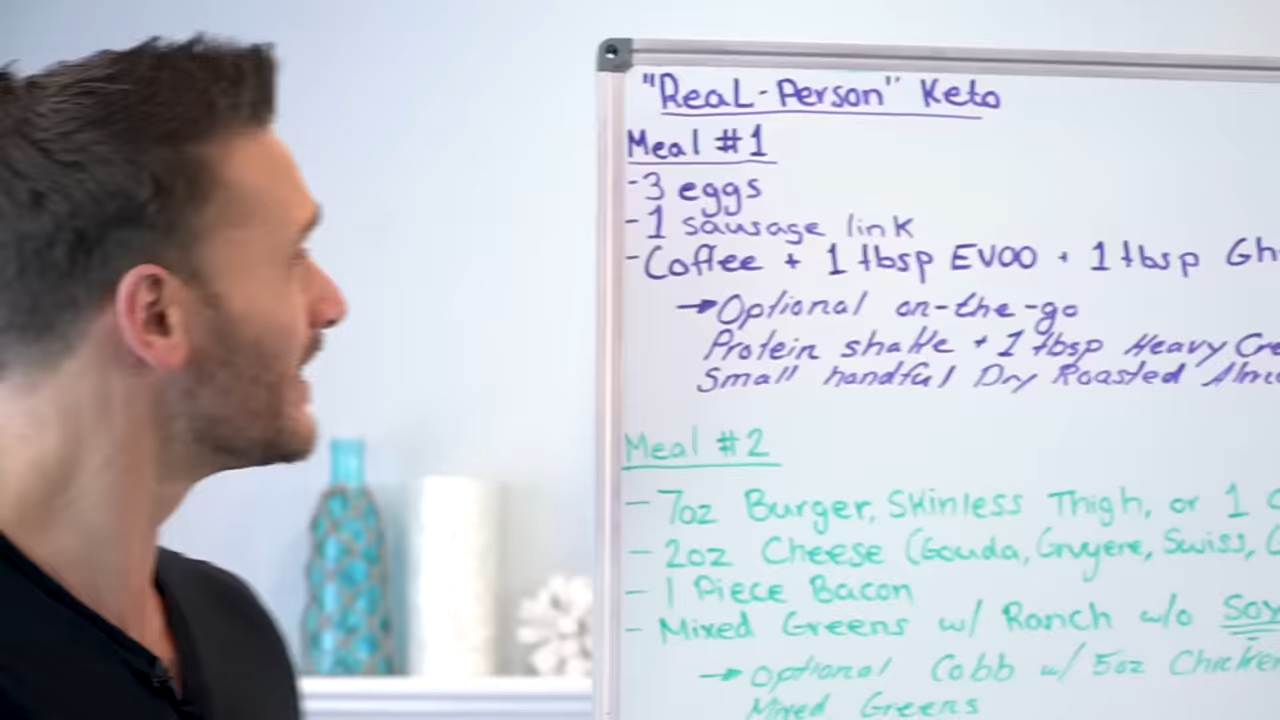 "Real-Person" Keto
Meal #1
-3 eggs
-1 sausage link
-Coffee + 1 tbsp EVOO + 1 tbsp
→Optional on-the-go
Protein shake + 1 tbsp Heavy
Small handful Dry Roasted
Meal #2
- 7oz Burger, Skinless Thigh, or 1
- 2oz Cheese (Gouda, Gruyere, Swiss,
- 1 Piece Bacon
- Mixed Greens w/ Ranch w/o Soy
→ Optional Cobb w/ 5oz Chicken
Mixed Greens